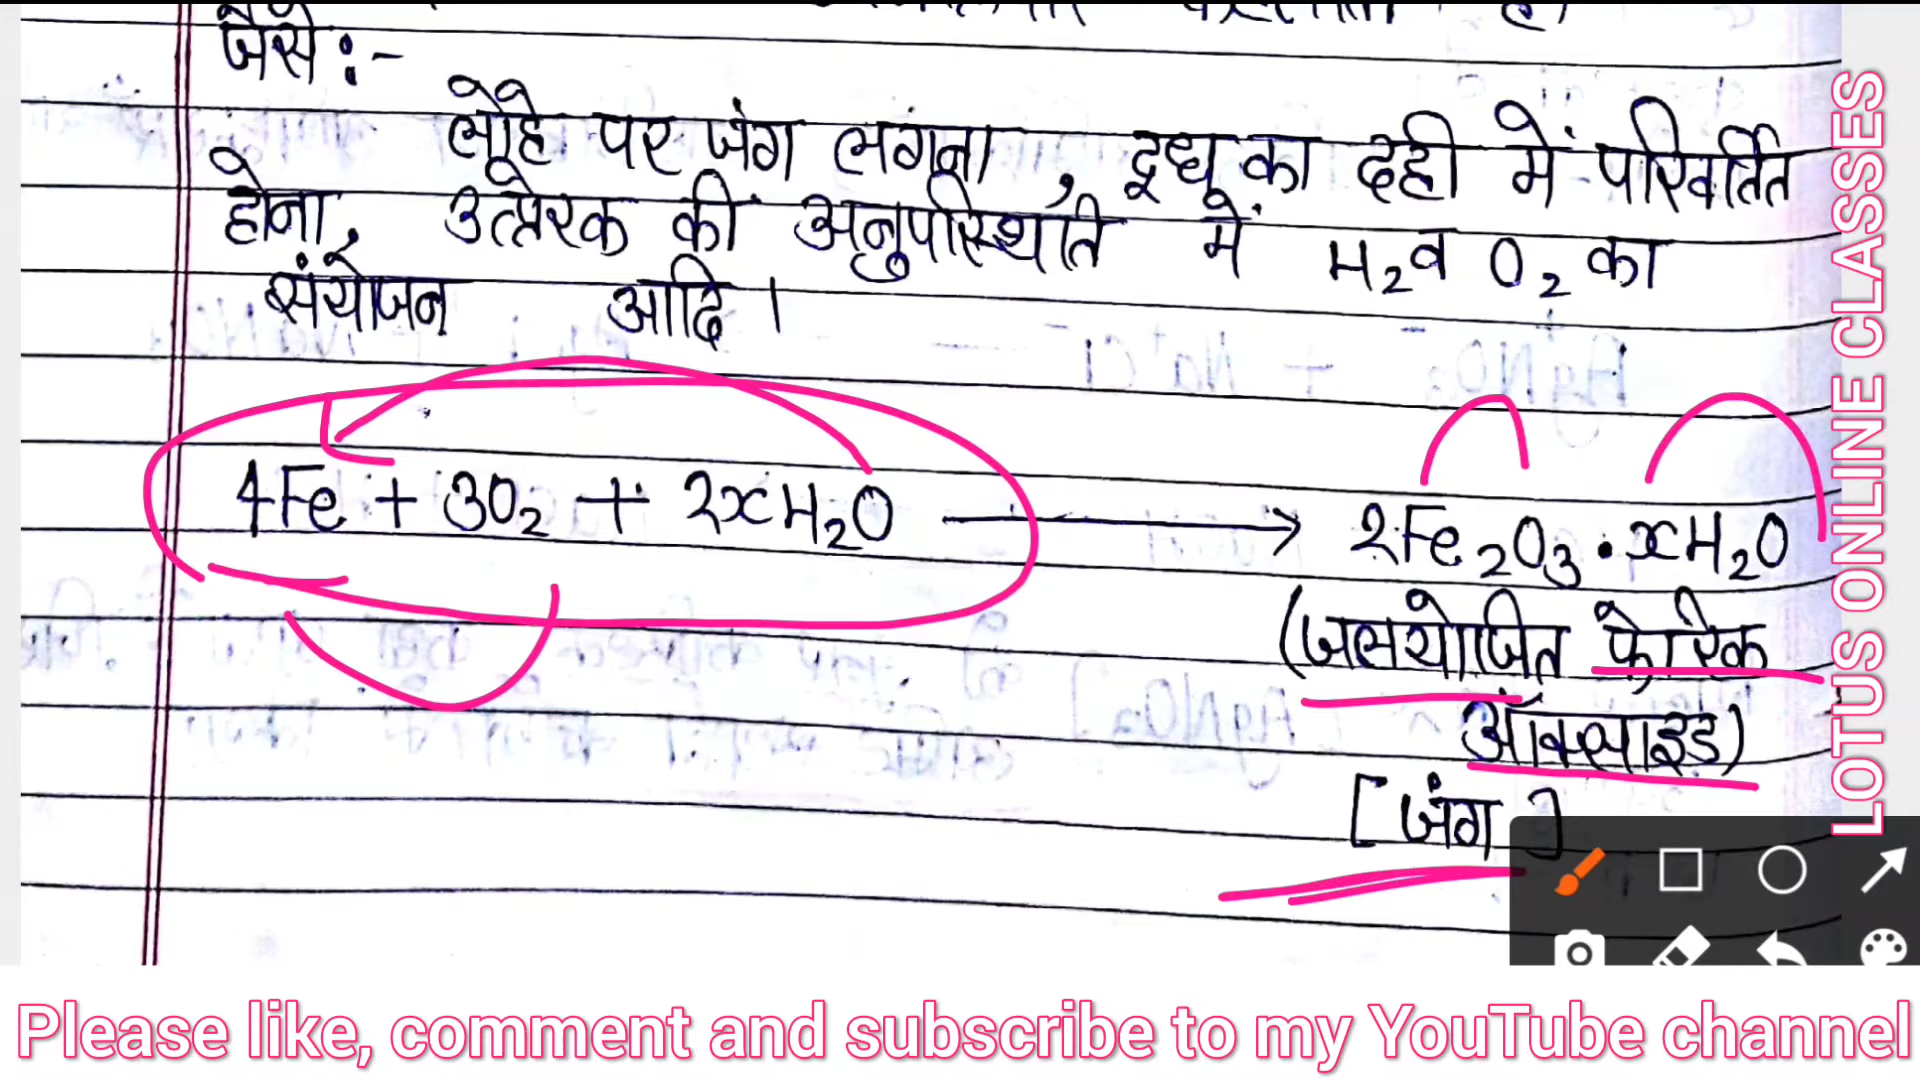 जैसे :-
लोहे पर जंग लगना, दूध का दही में परिवर्तित
होना, उत्प्रेरक की अनुपस्थिति में H₂ व O₂ का
संयोजन आदि।
4Fe + 3O₂ + 2xH₂O ⟶ 2Fe₂O₃.xH₂O
(जलयोजित फेरिक
ऑक्साइड)
[जंग]
LOTUS ONLINE CLASSES
Please like, comment and subscribe to my YouTube channel